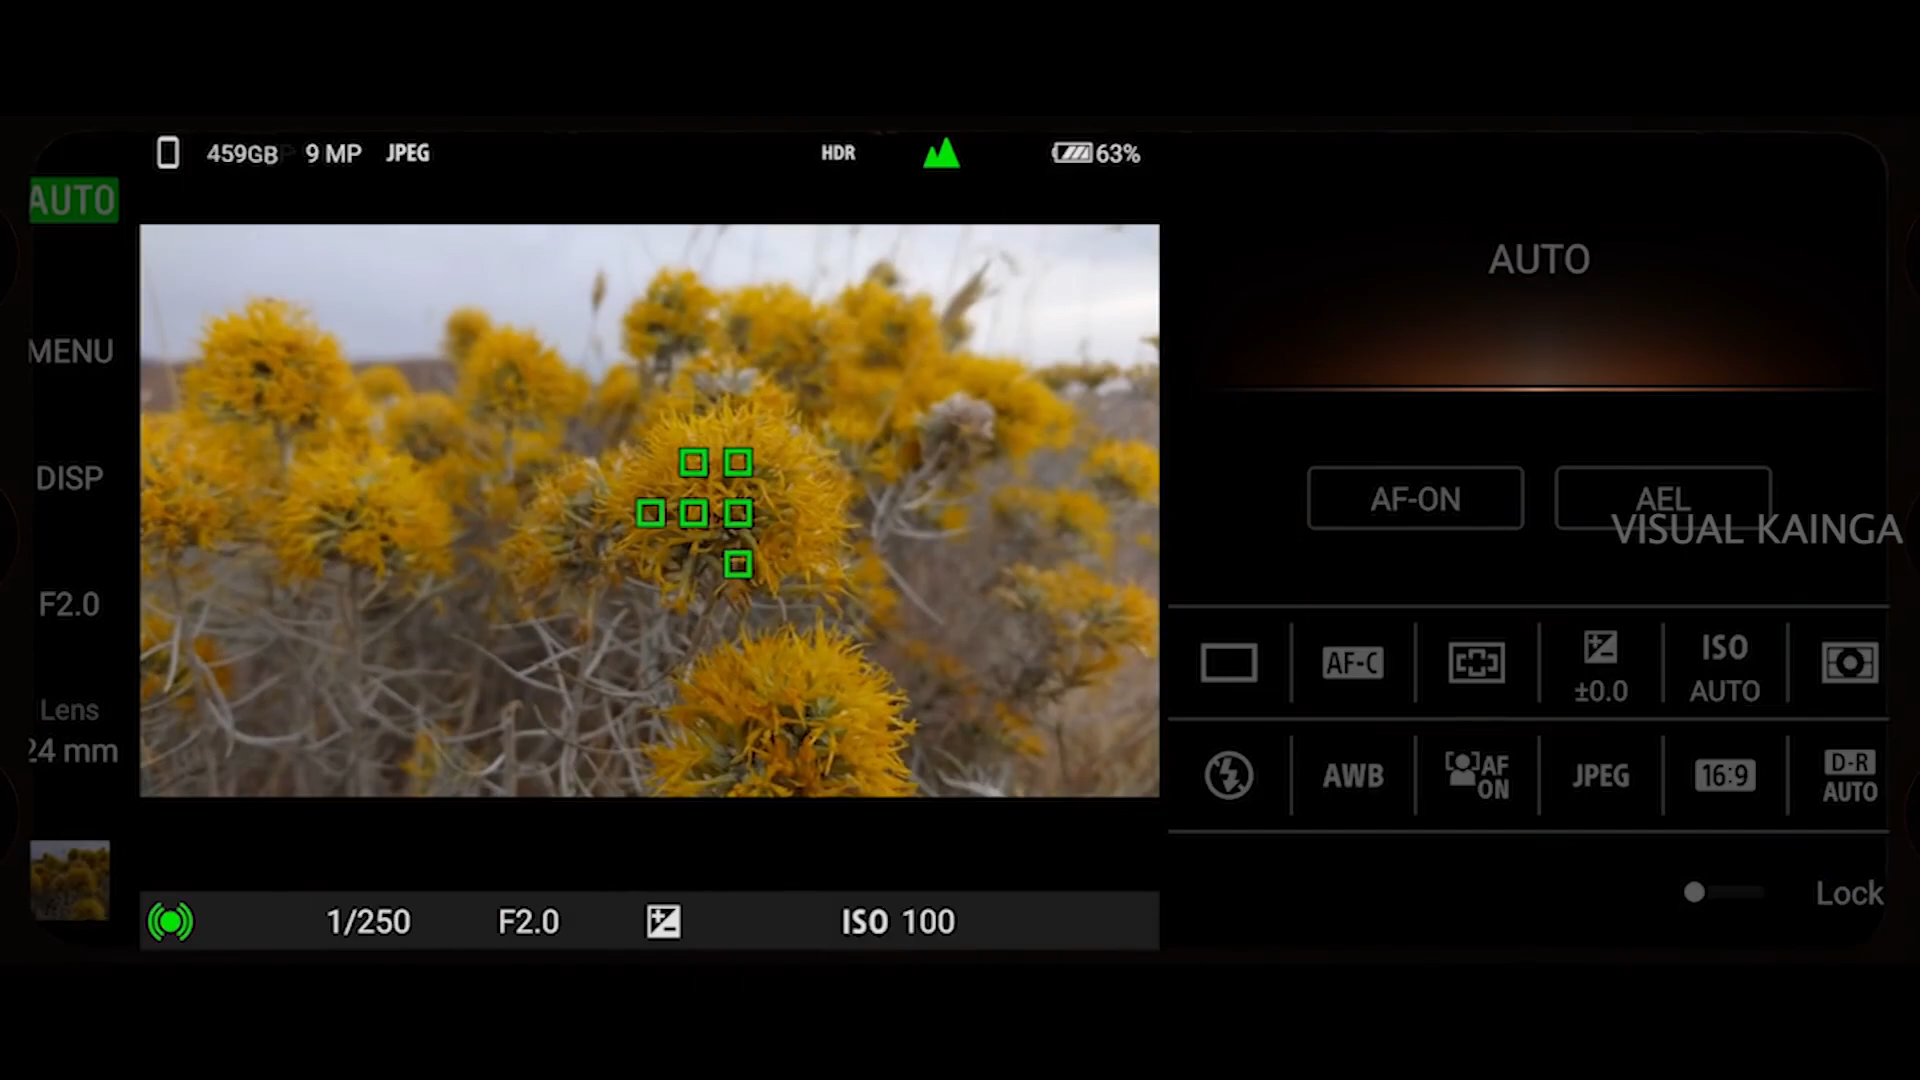 459GB 9 MP JPEG HDR 63%
AUTO
MENU
DISP
F2.0
Lens
24 mm
AUTO
AF-ON AEL
VISUAL KAINGA
AF-C ±0.0 ISO AUTO
AWB AF ON JPEG 16:9 D-R AUTO
Lock
1/250 F2.0 ISO 100